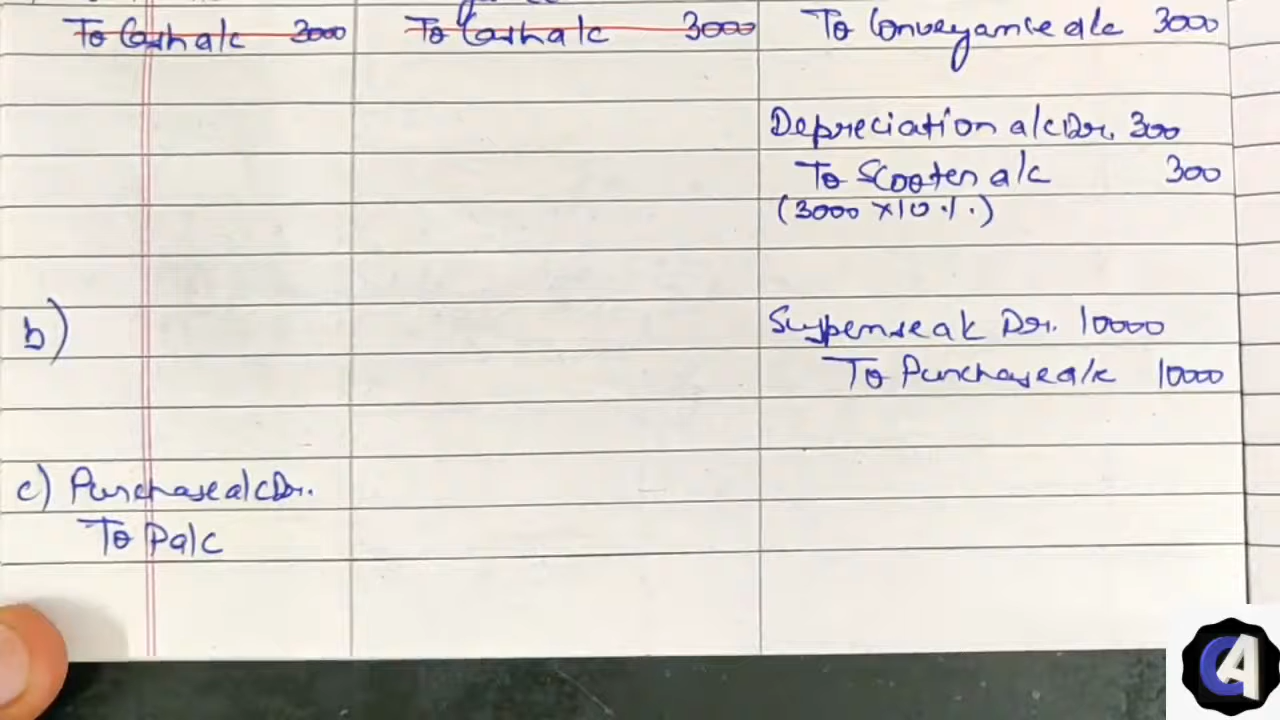 To Cash a/c 3000 To Cash a/c 3000 To Conveyance a/c 3000
Depreciation a/c Dr. 300
To Scooter a/c 300
(3000 × 10 %)
b) Suspense a/c Dr. 10000
To Purchase a/c 10000
c) Purchase a/c Dr.
To P a/c
CA